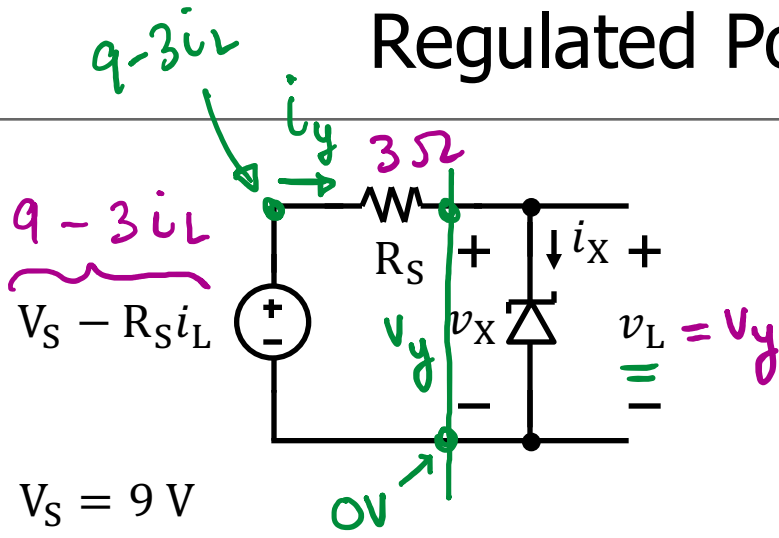 Regulated Po
9-3iL
iy
3Ω
9 - 3iL
RS
+
iX
+
VS − RSiL
+
-
vy
vX
vL = vy
−
−
VS = 9 V
0V